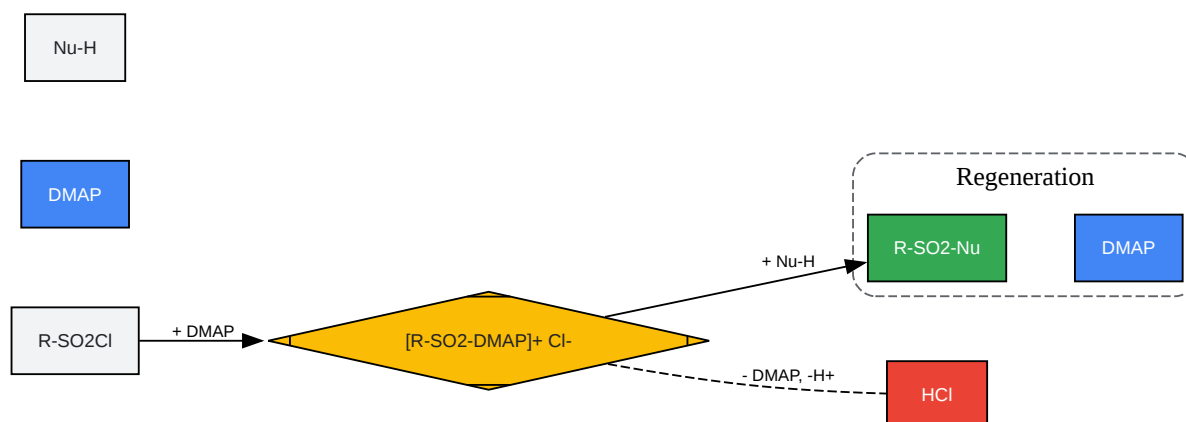 Nu-H
DMAP
Regeneration
R-SO2-Nu
DMAP
+ Nu-H
R-SO2Cl
+ DMAP
[R-SO2-DMAP]+ Cl-
- DMAP, -H+
HCl